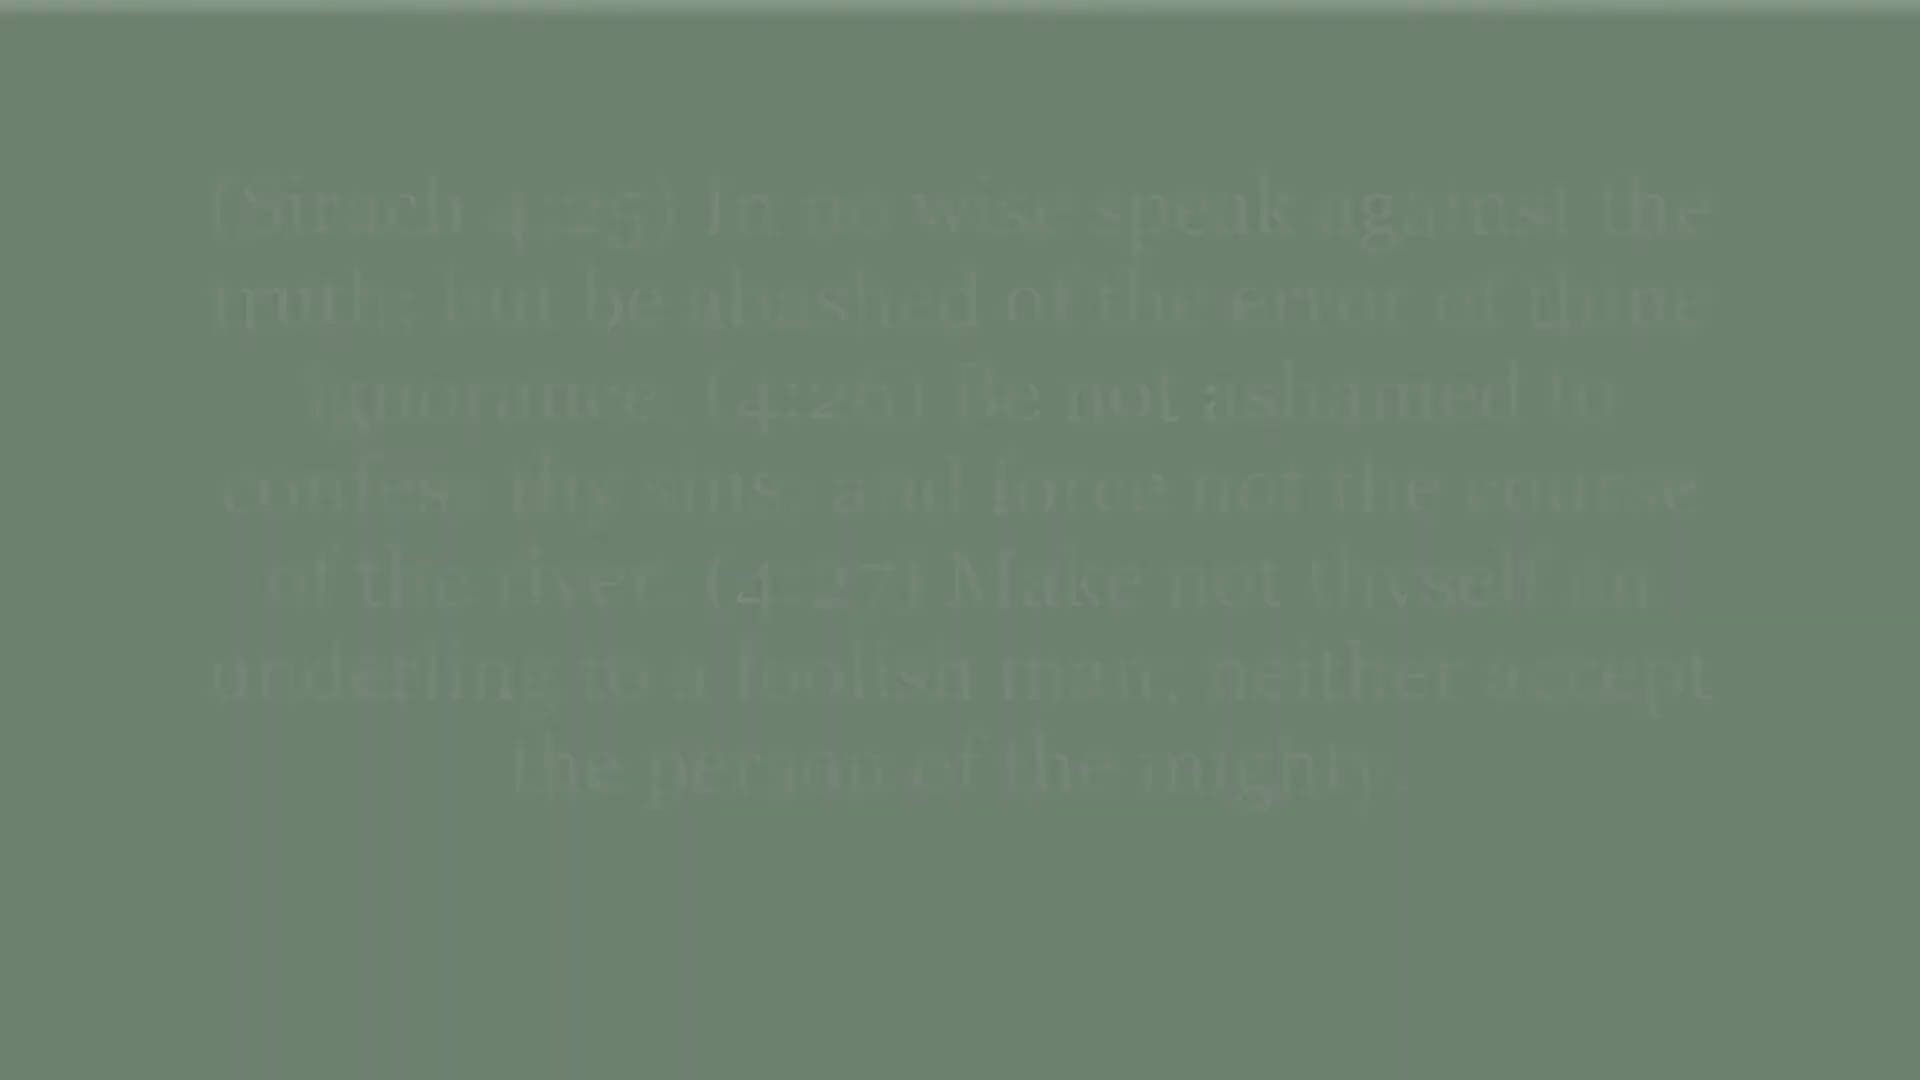 (Sirach 4:25) In no wise speak against the
truth; but be abashed of the error of thine
ignorance. (4:26) Be not ashamed to
confess thy sins; and force not the course
of the river. (4:27) Make not thyself an
underling to a foolish man; neither accept
the person of the mighty.